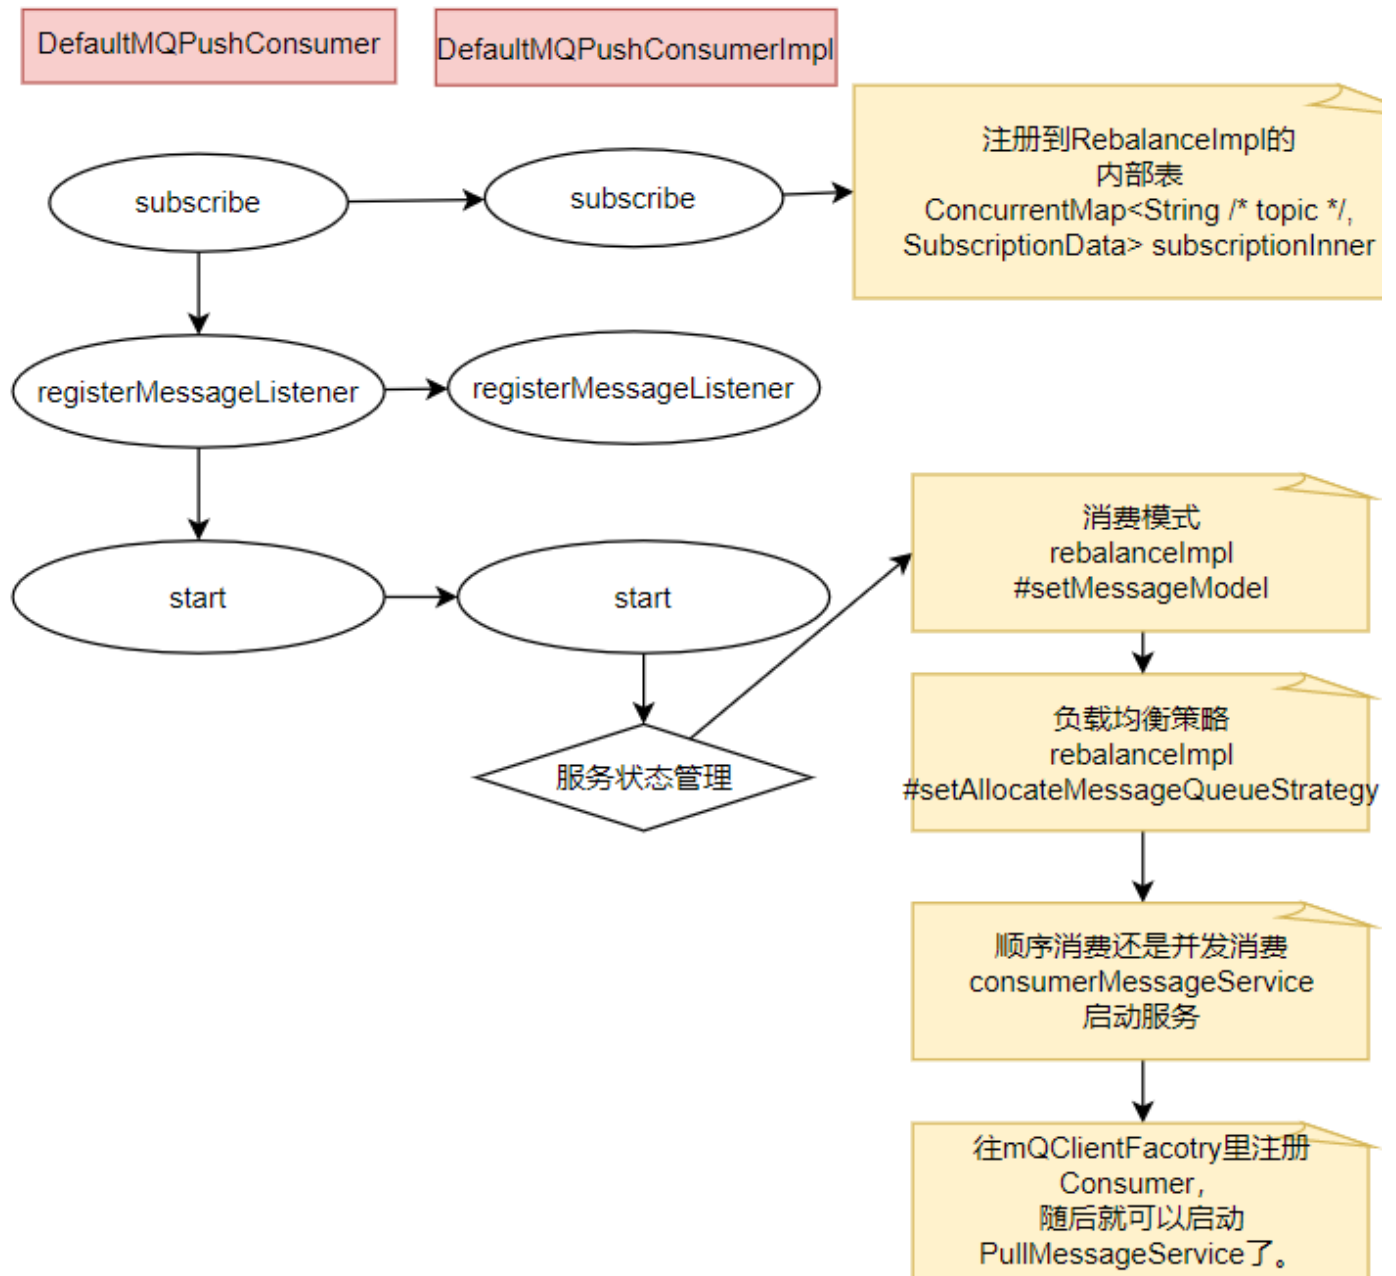 DefaultMQPushConsumer
DefaultMQPushConsumerImpl
注册到RebalanceImpl的
内部表
ConcurrentMap<String /* topic */,
SubscriptionData> subscriptionInner
subscribe
subscribe
registerMessageListener
registerMessageListener
start
start
服务状态管理
消费模式
rebalanceImpl
#setMessageModel
负载均衡策略
rebalanceImpl
#setAllocateMessageQueueStrategy
顺序消费还是并发消费
consumerMessageService
启动服务
往mQClientFacotry里注册
Consumer，
随后就可以启动
PullMessageService了。